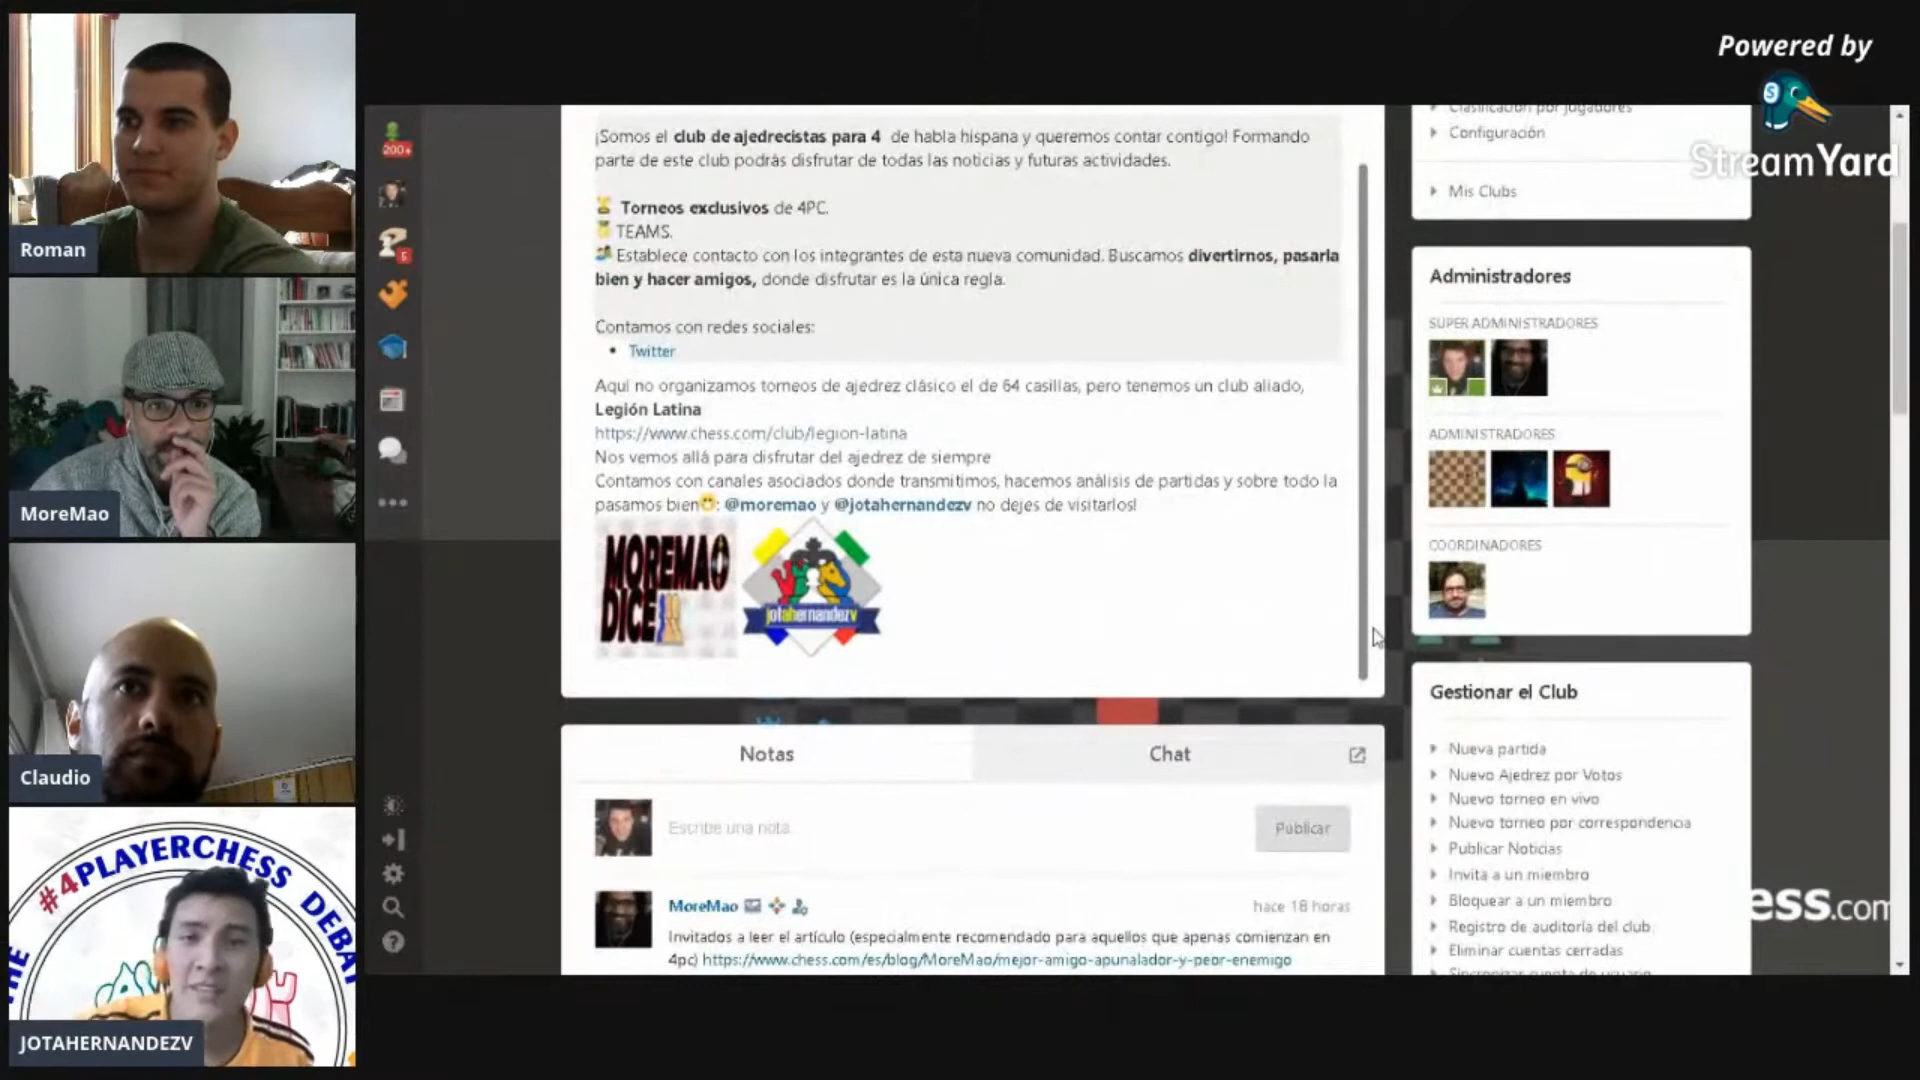 Powered by
StreamYard
Roman
MoreMao
Claudio
#4PLAYERCHESS DEBAT
THE
JOTAHERNANDEZV
200+
5
¡Somos el club de ajedrecistas para 4 de habla hispana y queremos contar contigo! Formando
parte de este club podrás disfrutar de todas las noticias y futuras actividades.
Torneos exclusivos de 4PC.
TEAMS.
Establece contacto con los integrantes de esta nueva comunidad. Buscamos divertirnos, pasarla
bien y hacer amigos, donde disfrutar es la única regla.
Contamos con redes sociales:
• Twitter
Aquí no organizamos torneos de ajedrez clásico el de 64 casillas, pero tenemos un club aliado,
Legión Latina
https://www.chess.com/club/legion-latina
Nos vemos allá para disfrutar del ajedrez de siempre
Contamos con canales asociados donde transmitimos, hacemos análisis de partidas y sobre todo la
pasamos bien: @moremao y @jotahernandezv no dejes de visitarlos!
MOREMAO
DICE
jotahernandezv
Notas
Chat
Escribe una nota...
Publicar
MoreMao
hace 18 horas
Invitados a leer el artículo (especialmente recomendado para aquellos que apenas comienzan en
4pc) https://www.chess.com/es/blog/MoreMao/mejor-amigo-apunalador-y-peor-enemigo
Clasificación por jugadores
Configuración
Mis Clubs
Administradores
SUPER ADMINISTRADORES
ADMINISTRADORES
COORDINADORES
Gestionar el Club
Nueva partida
Nuevo Ajedrez por Votos
Nuevo torneo en vivo
Nuevo torneo por correspondencia
Publicar Noticias
Invita a un miembro
Bloquear a un miembro
Registro de auditoría del club
Eliminar cuentas cerradas
Sincronizar cuenta de usuario
ess.com